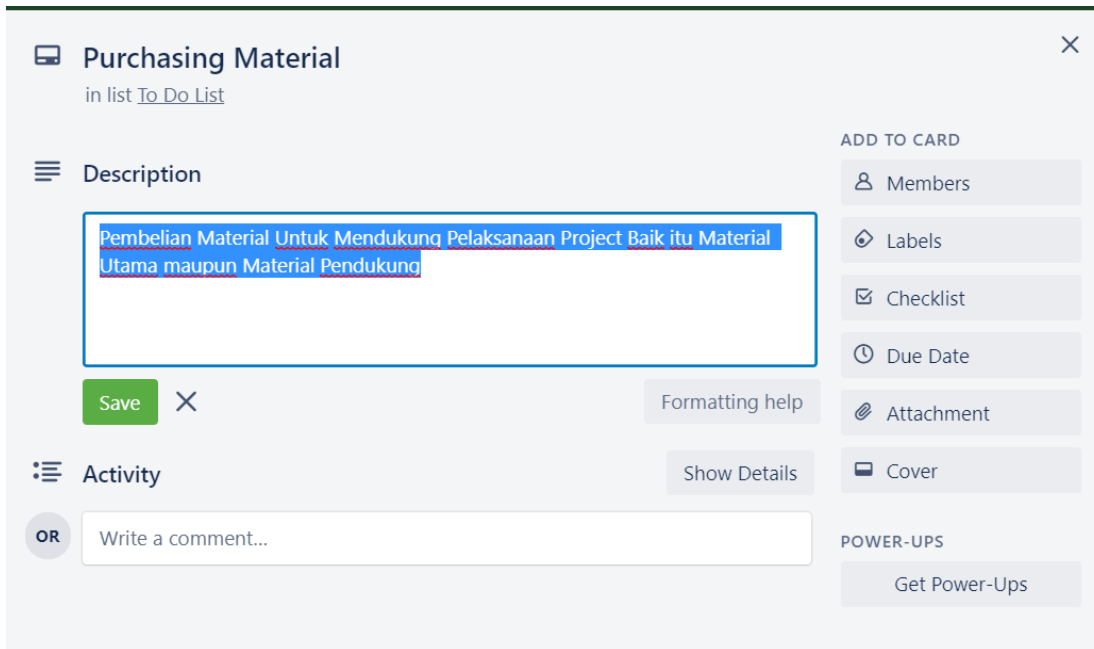 Purchasing Material
in list To Do List
Description
Pembelian Material Untuk Mendukung Pelaksanaan Project Baik itu Material
Utama maupun Material Pendukung
Save
Formatting help
Activity
Show Details
OR
Write a comment...
ADD TO CARD
Members
Labels
Checklist
Due Date
Attachment
Cover
POWER-UPS
Get Power-Ups